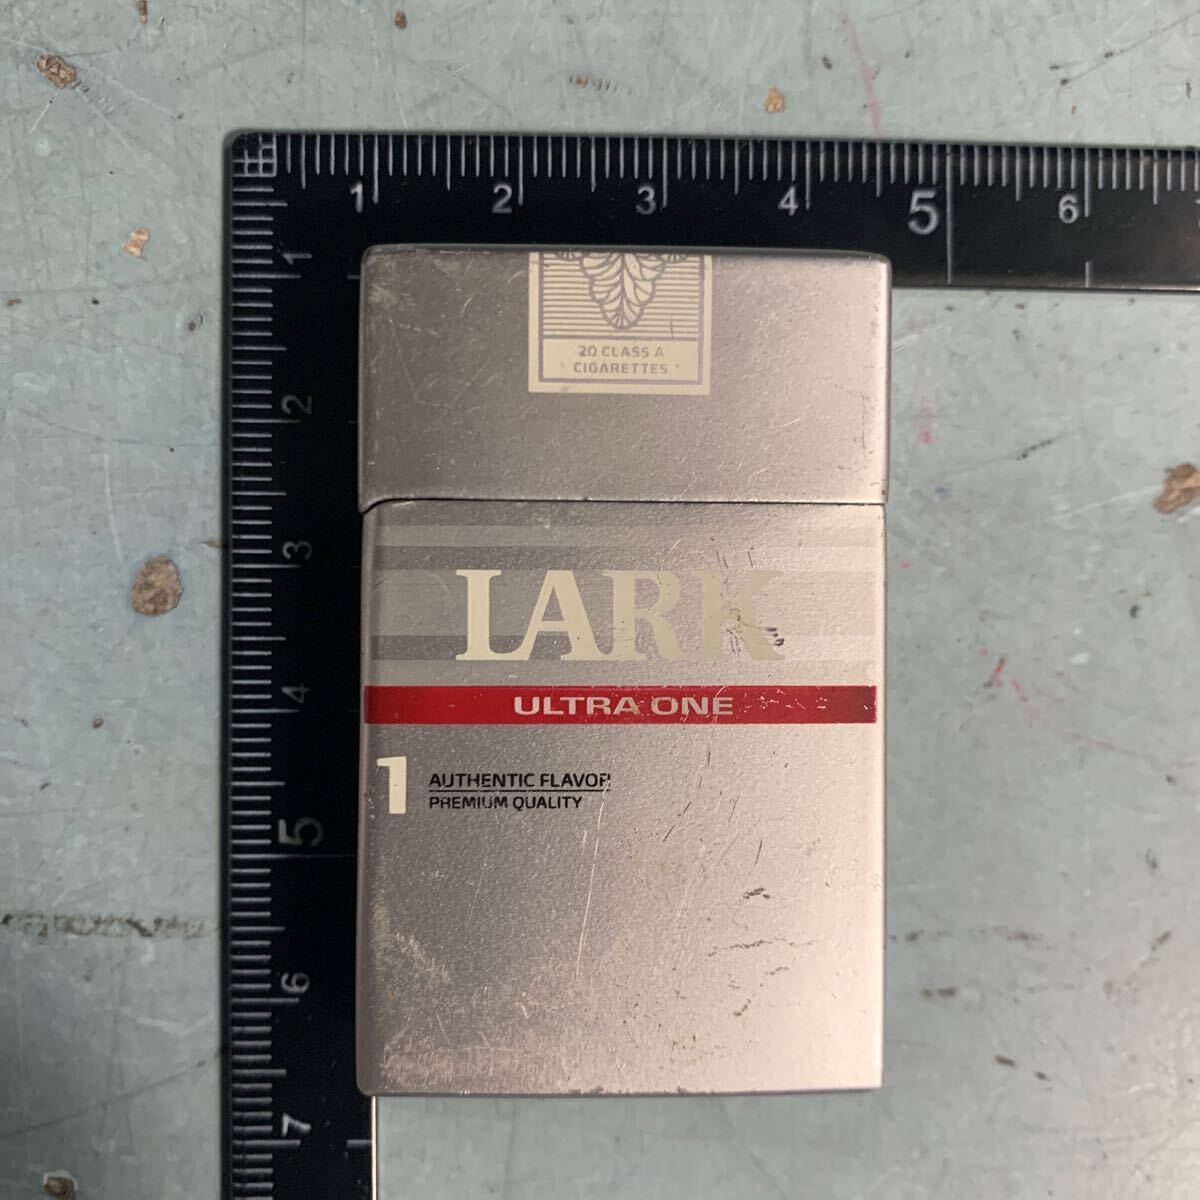 1 2 3 4 5 6
1
2
3
4
5
6
7
20 CLASS A
CIGARETTES
LARK
ULTRA ONE
1 AUTHENTIC FLAVOR
PREMIUM QUALITY